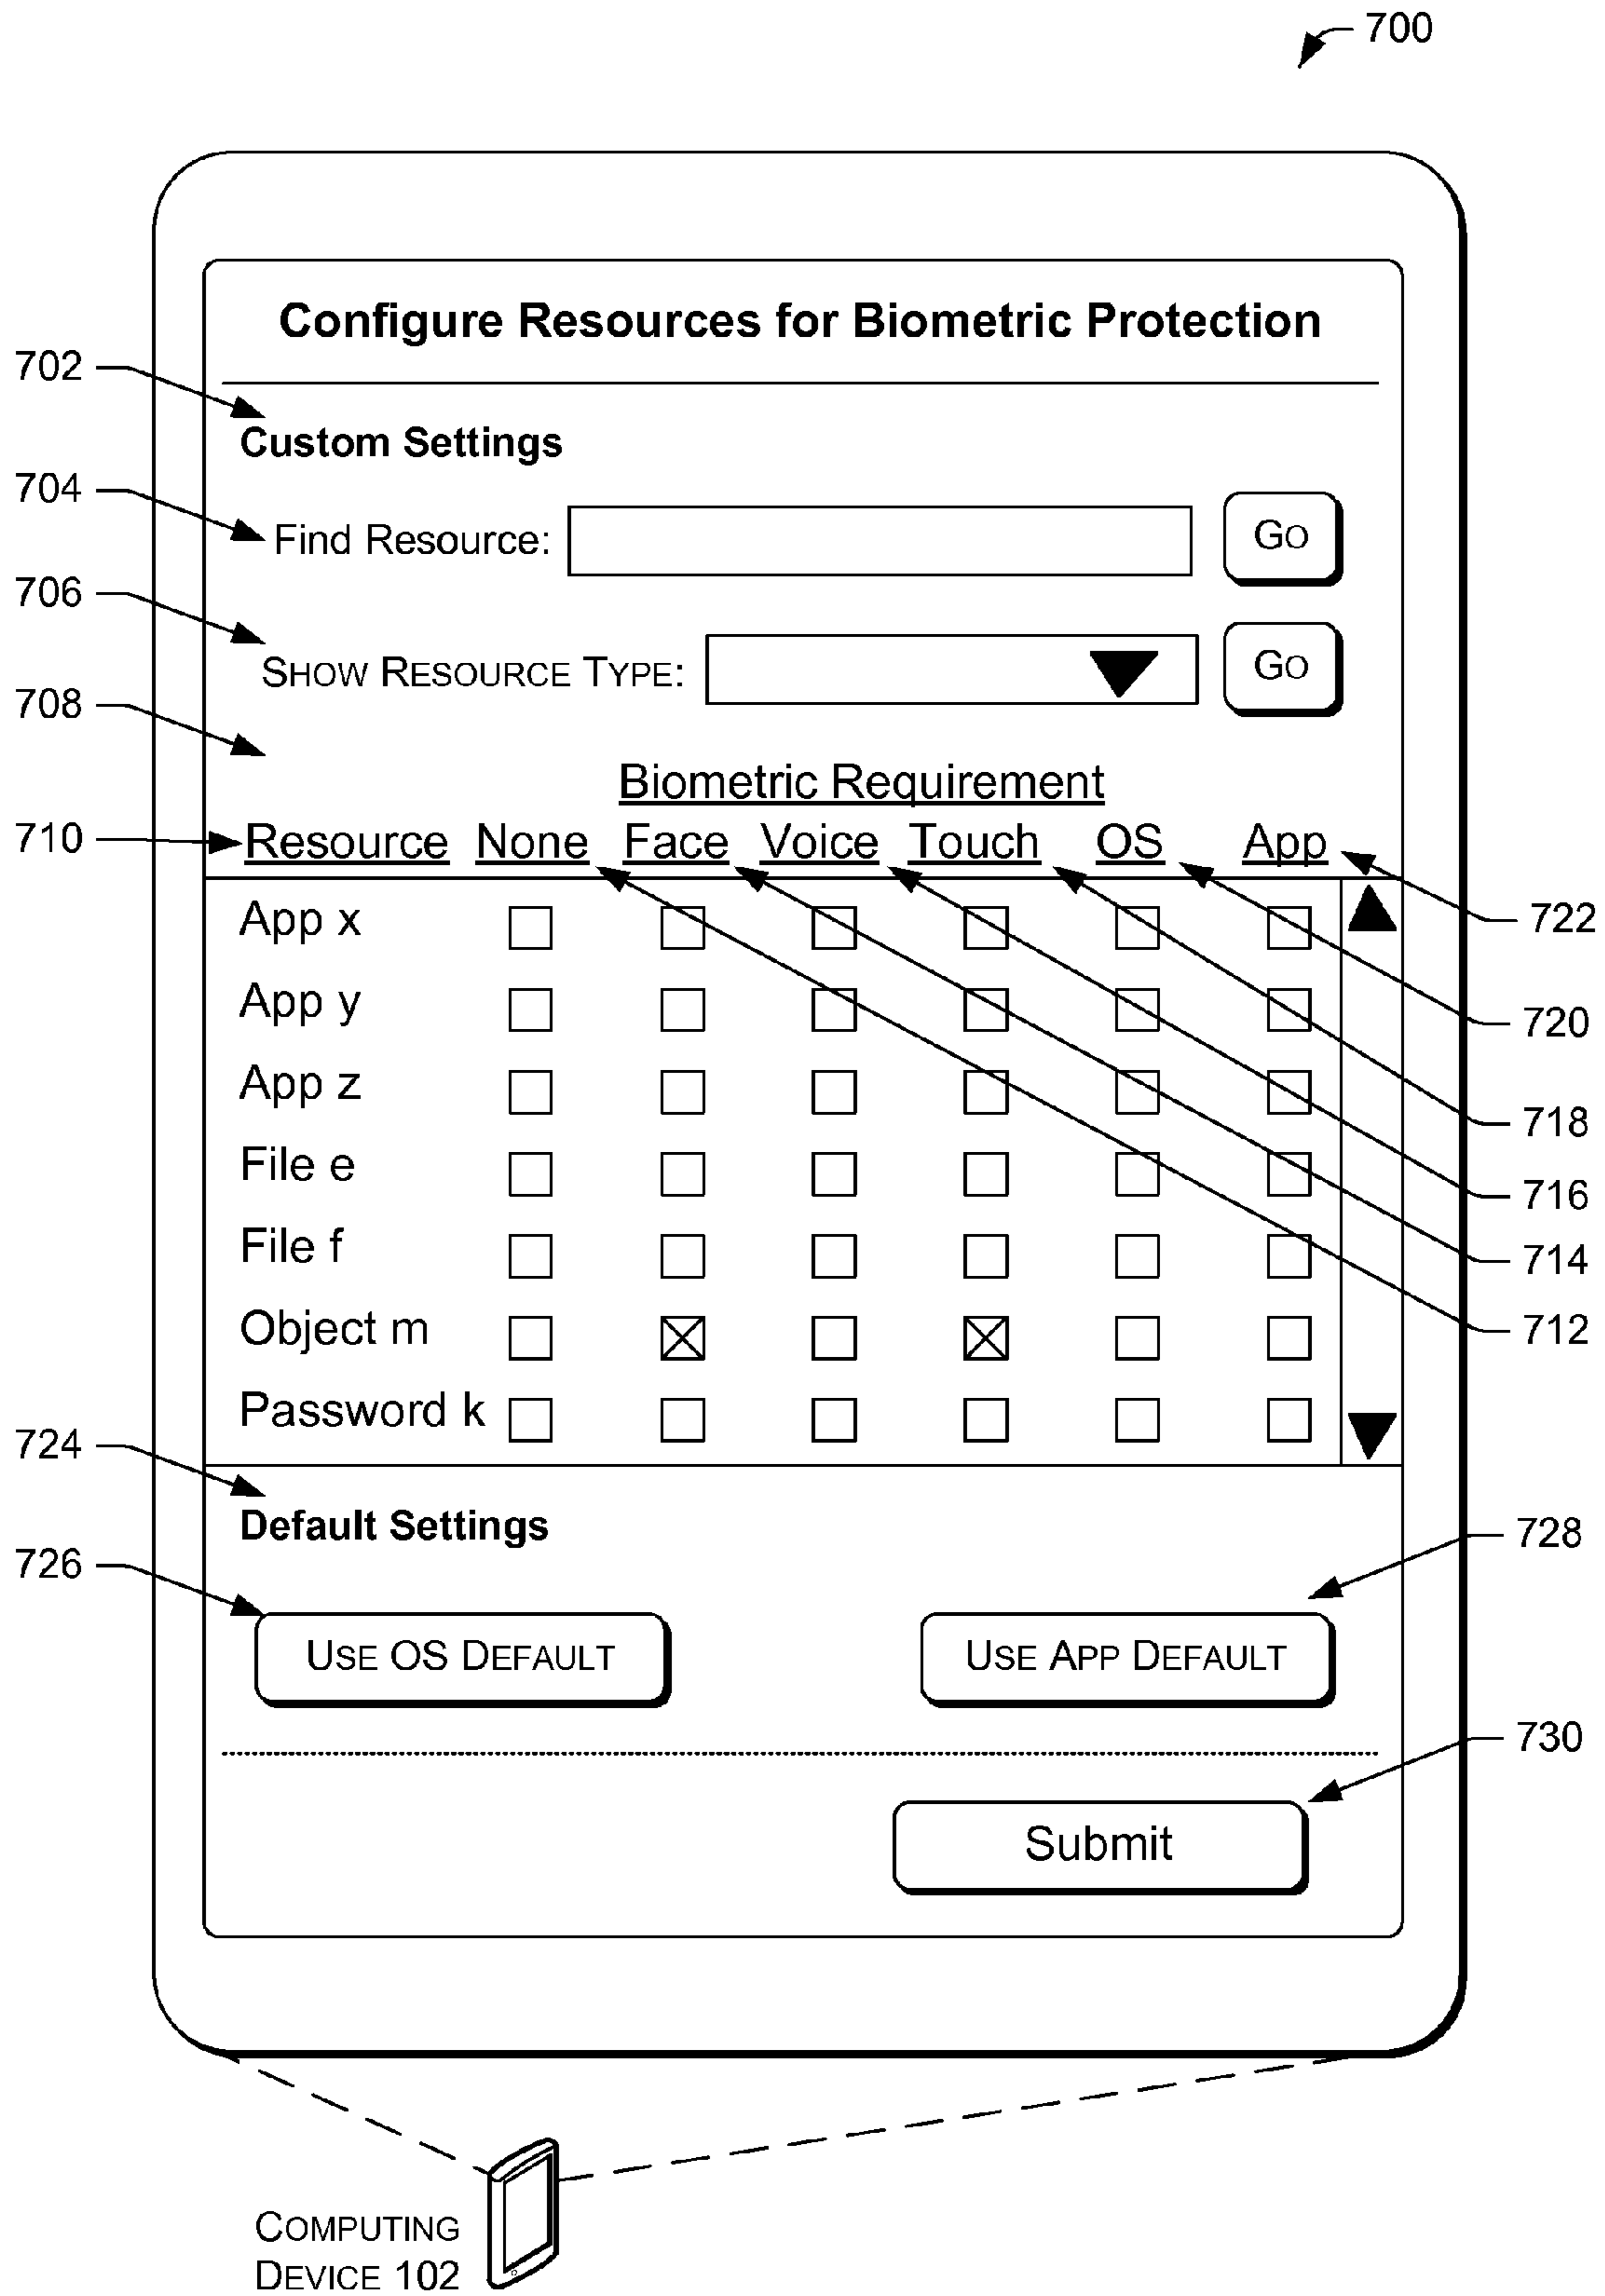 700
Configure Resources for Biometric Protection
702
Custom Settings
704
Find Resource:
GO
706
SHOW RESOURCE TYPE:
GO
708
Biometric Requirement
710
Resource None Face Voice Touch OS App
App x
722
App y
720
App z
718
File e
716
File f
714
Object m
712
Password k
724
Default Settings
728
726
USE OS DEFAULT
USE APP DEFAULT
730
Submit
COMPUTING
DEVICE 102